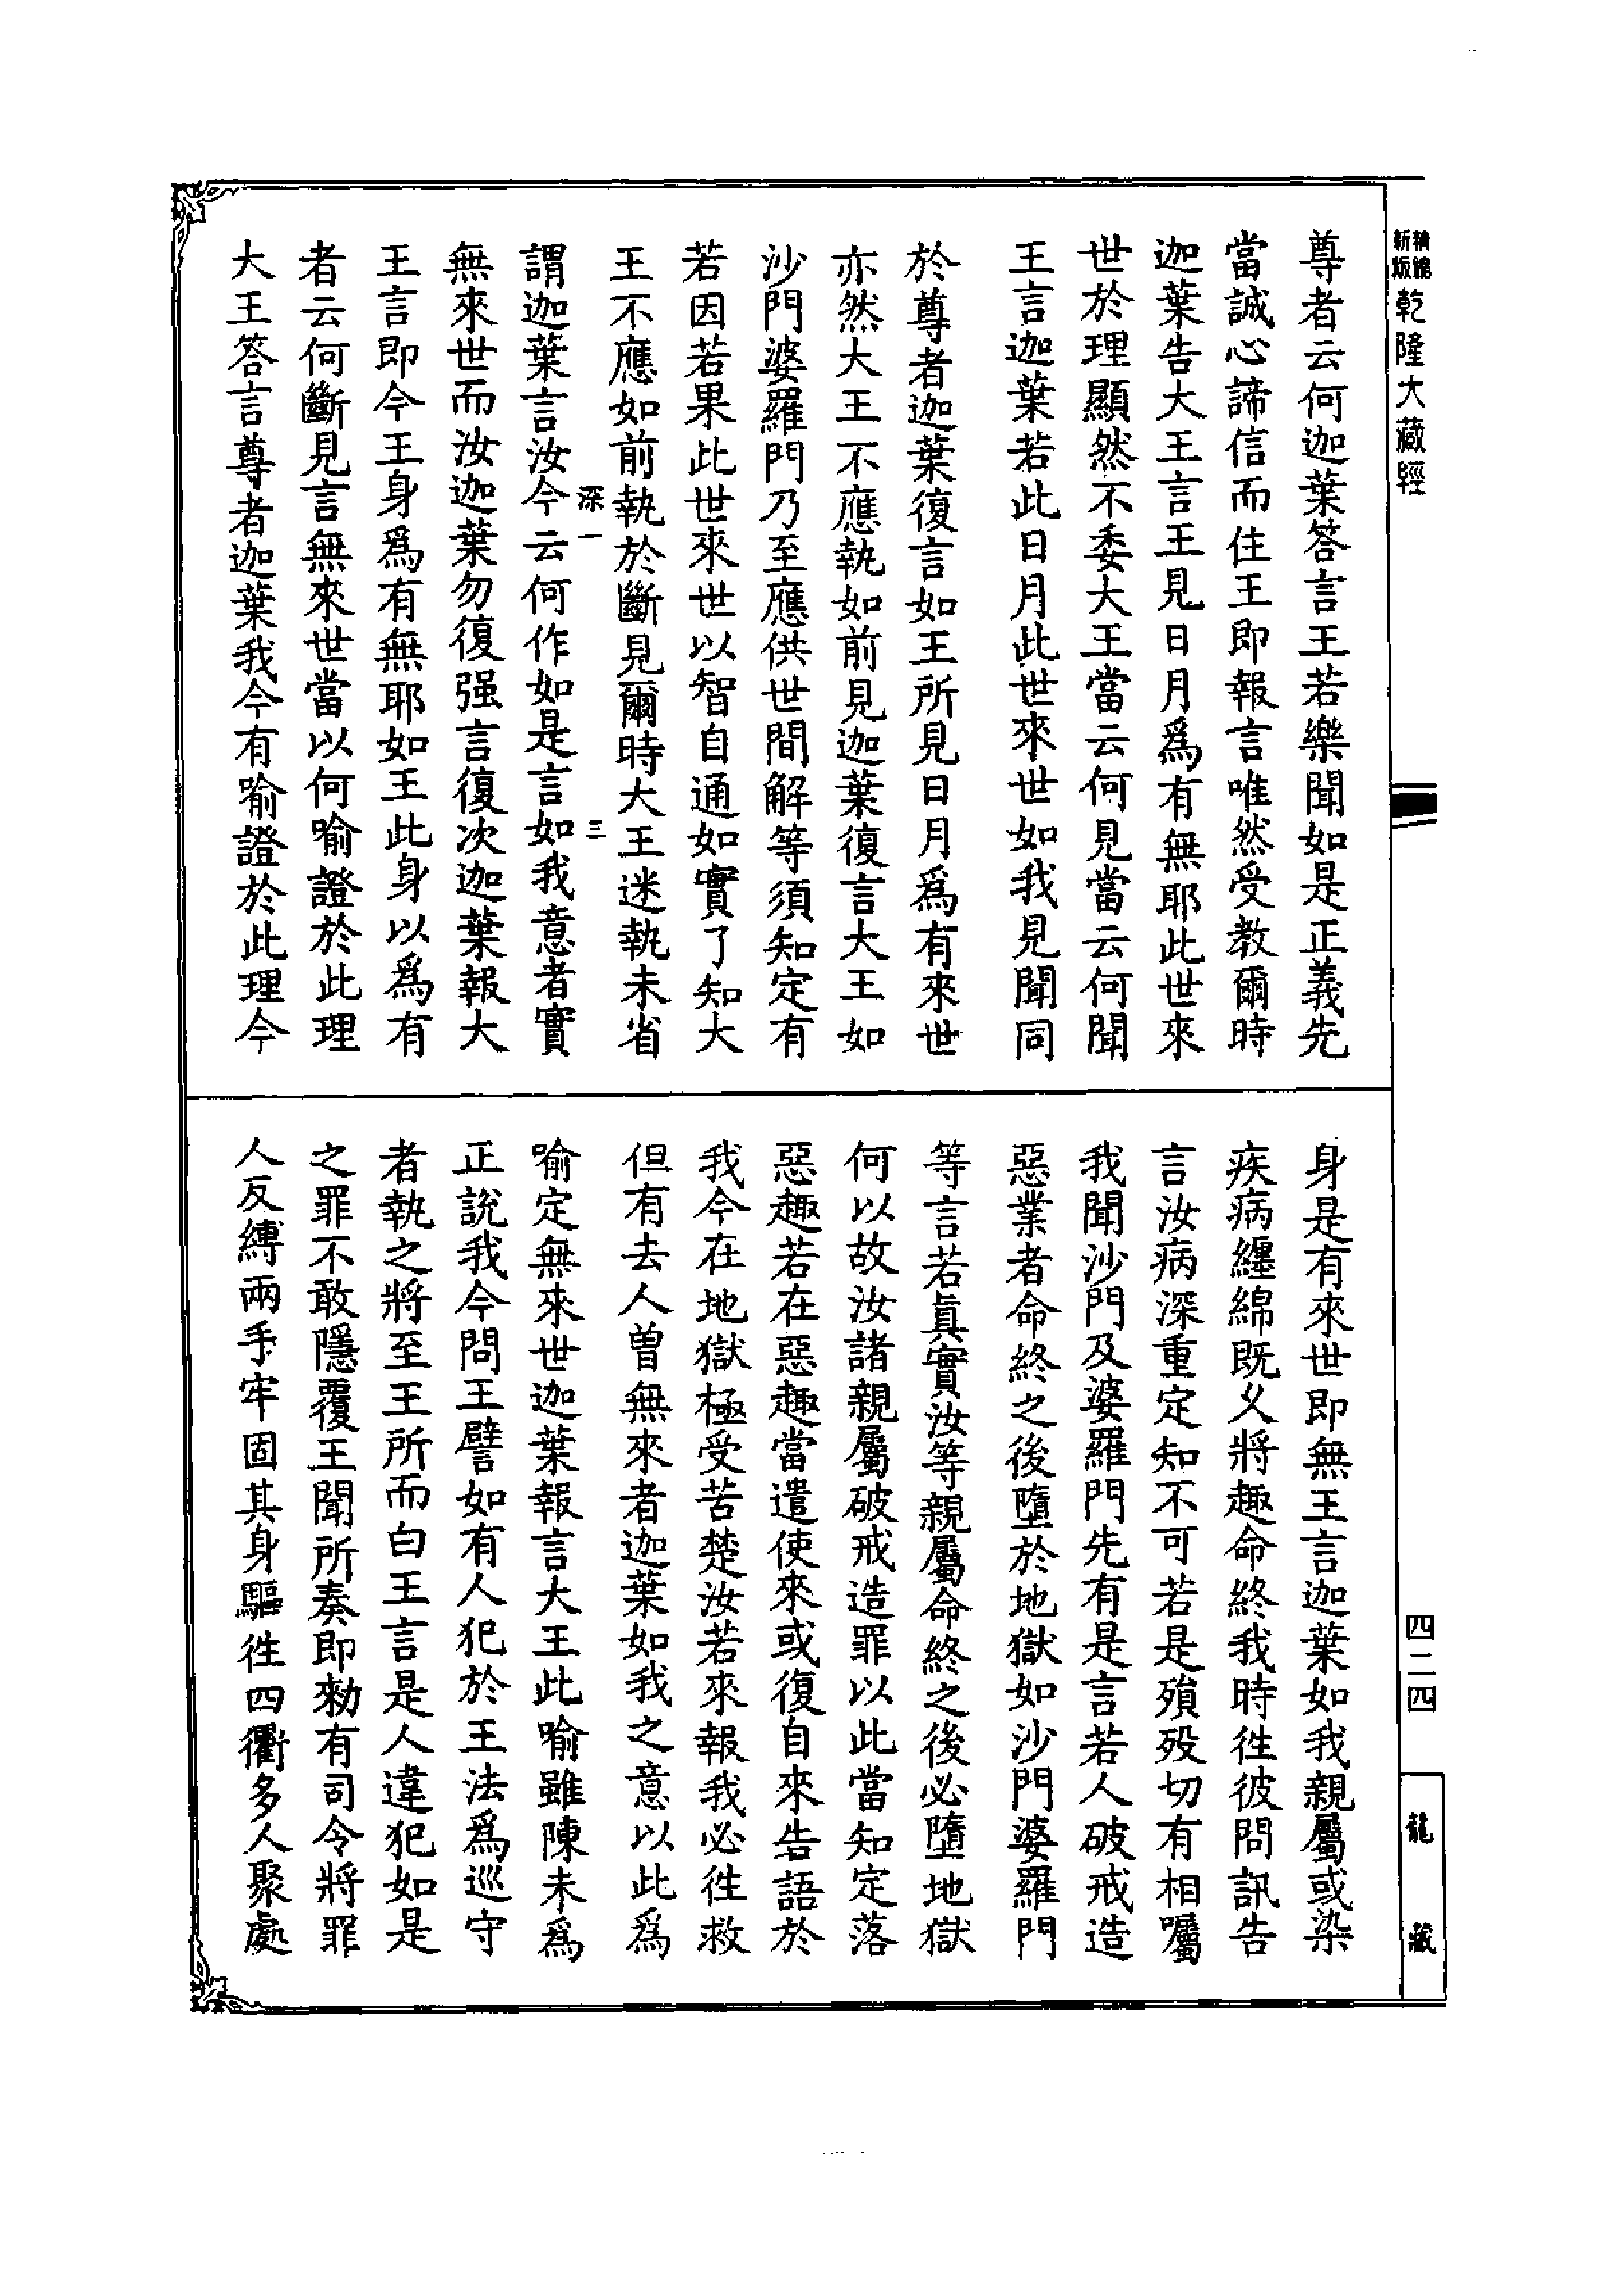 精縮新版乾隆大藏經
尊者云何迦葉答言王若樂聞如是正義先
當誠心諦信而住王即報言唯然受教爾時
迦葉告大王言王見日月爲有無耶此世來
世於理顯然不委大王當云何見當云何聞
王言迦葉若此日月此世來世如我見聞同
於尊者迦葉復言如王所見日月爲有來世
亦然大王不應執如前見迦葉復言大王如
沙門婆羅門乃至應供世間解等須知定有
若因若果此世來世以智自通如實了知大
王不應如前執於斷見爾時大王迷執未省
深一 三
謂迦葉言汝今云何作如是言如我意者實
無來世而汝迦葉勿復强言復次迦葉報大
王言即今王身爲有無耶如王此身以爲有
者云何斷見言無來世當以何喻證於此理
大王答言尊者迦葉我今有喻證於此理今
身是有來世即無王言迦葉如我親屬或染
疾病纏綿既久將趣命終我時徃彼問訊告
言汝病深重定知不可若是殞歿切有相囑
我聞沙門及婆羅門先有是言若人破戒造
惡業者命終之後墮於地獄如沙門婆羅門
等言若眞實汝等親屬命終之後必墮地獄
何以故汝諸親屬破戒造罪以此當知定落
惡趣若在惡趣當遣使來或復自來告語於
我今在地獄極受苦楚汝若來報我必徃救
但有去人曾無來者迦葉如我之意以此爲
喻定無來世迦葉報言大王此喻雖陳未爲
正說我今問王譬如有人犯於王法爲巡守
者執之將至王所而白王言是人違犯如是
之罪不敢隱覆王聞所奏即勑有司令將罪
人反縛兩手牢固其身驅徃四衢多人聚處
四二四
龍藏